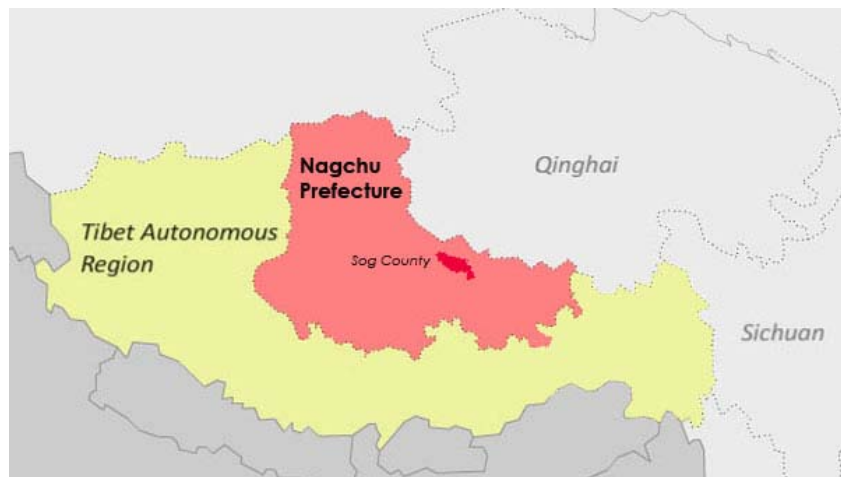 Nagchu
Prefecture
Qinghai
Tibet Autonomous
Region
Sog County
Sichuan